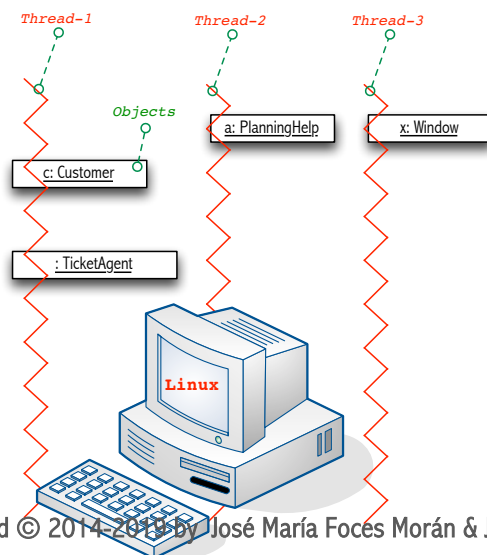 Thread-1
Thread-2
Thread-3
Objects
a: PlanningHelp
x: Window
c: Customer
: TicketAgent
Linux
d © 2014-2019 by José María Foces Morán & J